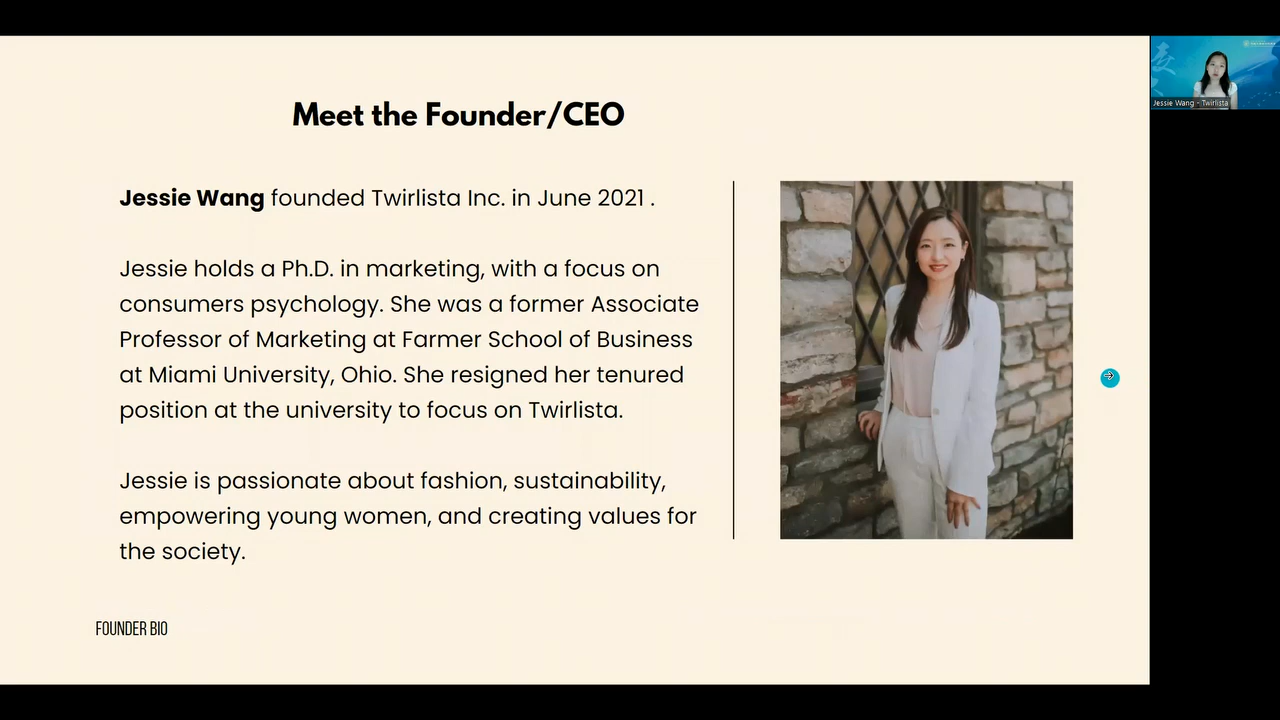 Meet the Founder/CEO
Jessie Wang founded Twirlista Inc. in June 2021 .
Jessie holds a Ph.D. in marketing, with a focus on
consumers psychology. She was a former Associate
Professor of Marketing at Farmer School of Business
at Miami University, Ohio. She resigned her tenured
position at the university to focus on Twirlista.
Jessie is passionate about fashion, sustainability,
empowering young women, and creating values for
the society.
FOUNDER BIO
Jessie Wang - Twirlista